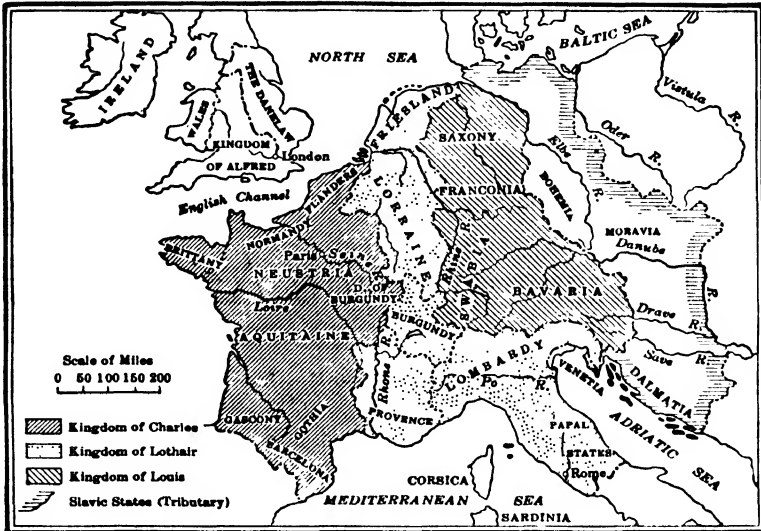 NORTH SEA
BALTIC SEA
IRELAND
WALES
THE DANELAW
KINGDOM
OF ALFRED
London
English Channel
FRIESLAND
SAXONY
Elbe
R.
Oder R.
Vistula R.
FLANDERS
LORRAINE
FRANCONIA
BOHEMIA
MORAVIA
Danube
R.
BRITTANY
NORMANDY
Paris
Seine R.
NEUSTRIA
D. OF
BURGUNDY
Rhine R.
SWABIA
BAVARIA
Loire
AQUITAINE
BURGUNDY
Drave R.
Save R.
LOMBARDY
VENETIA
DALMATIA
Po R.
Rhone R.
PROVENCE
GASCONY
GOTHIA
BARCELONA
PAPAL
STATES
Rome
ADRIATIC SEA
CORSICA
MEDITERRANEAN SEA
SARDINIA
Scale of Miles
0 50 100 150 200
Kingdom of Charles
Kingdom of Lothair
Kingdom of Louis
Slavic States (Tributary)